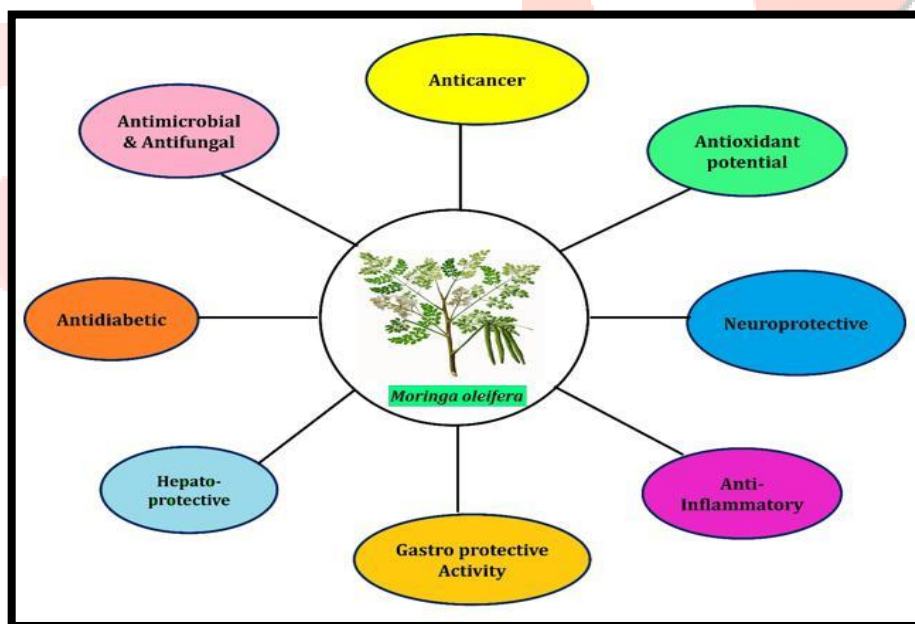 Anticancer
Antimicrobial
& Antifungal
Antioxidant
potential
Antidiabetic
Neuroprotective
Moringa oleifera
Hepato-
protective
Anti-
Inflammatory
Gastro protective
Activity